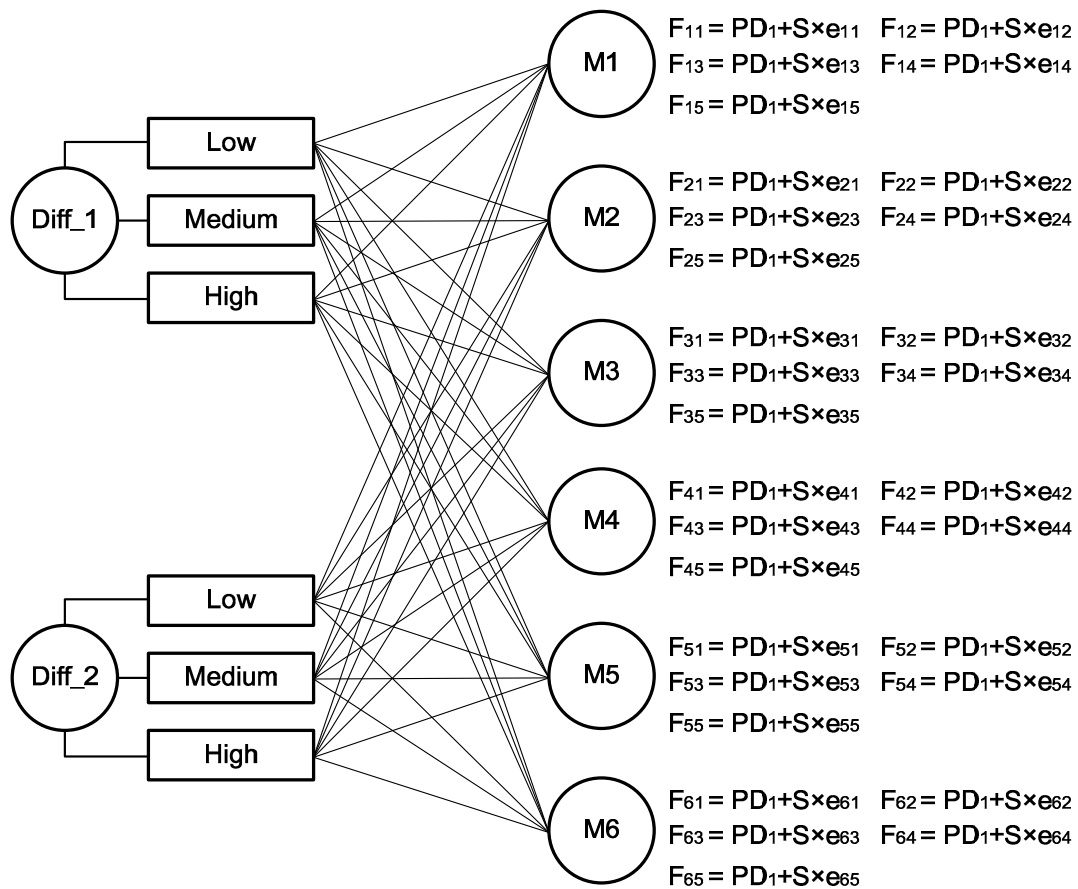 Diff_1
Low
Medium
High
Diff_2
Low
Medium
High
M1
F₁₁ = PD₁+S×e₁₁ F₁₂ = PD₁+S×e₁₂
F₁₃ = PD₁+S×e₁₃ F₁₄ = PD₁+S×e₁₄
F₁₅ = PD₁+S×e₁₅
M2
F₂₁ = PD₁+S×e₂₁ F₂₂ = PD₁+S×e₂₂
F₂₃ = PD₁+S×e₂₃ F₂₄ = PD₁+S×e₂₄
F₂₅ = PD₁+S×e₂₅
M3
F₃₁ = PD₁+S×e₃₁ F₃₂ = PD₁+S×e₃₂
F₃₃ = PD₁+S×e₃₃ F₃₄ = PD₁+S×e₃₄
F₃₅ = PD₁+S×e₃₅
M4
F₄₁ = PD₁+S×e₄₁ F₄₂ = PD₁+S×e₄₂
F₄₃ = PD₁+S×e₄₃ F₄₄ = PD₁+S×e₄₄
F₄₅ = PD₁+S×e₄₅
M5
F₅₁ = PD₁+S×e₅₁ F₅₂ = PD₁+S×e₅₂
F₅₃ = PD₁+S×e₅₃ F₅₄ = PD₁+S×e₅₄
F₅₅ = PD₁+S×e₅₅
M6
F₆₁ = PD₁+S×e₆₁ F₆₂ = PD₁+S×e₆₂
F₆₃ = PD₁+S×e₆₃ F₆₄ = PD₁+S×e₆₄
F₆₅ = PD₁+S×e₆₅